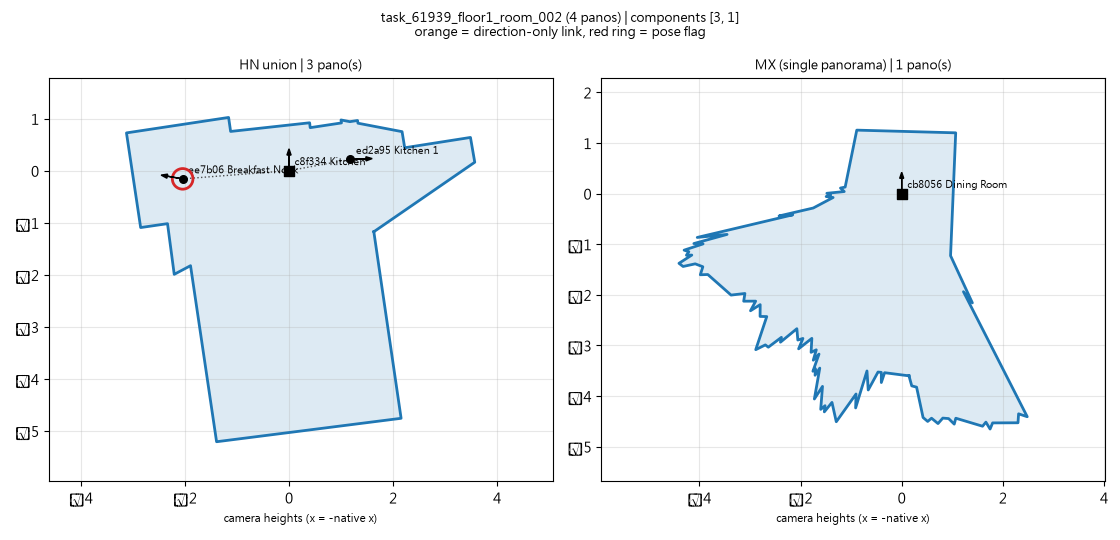 task_61939_floor1_room_002 (4 panos) | components [3, 1]
orange = direction-only link, red ring = pose flag
HN union | 3 pano(s)
MX (single panorama) | 1 pano(s)
1
0
1
2
3
4
5
4
2
0
2
4
camera heights (x = -native x)
ed2a95 Kitchen 1
c8f334 Kitchen
ee7b06 Breakfast Nook
2
1
0
1
2
3
4
5
4
2
0
2
4
camera heights (x = -native x)
cb8056 Dining Room